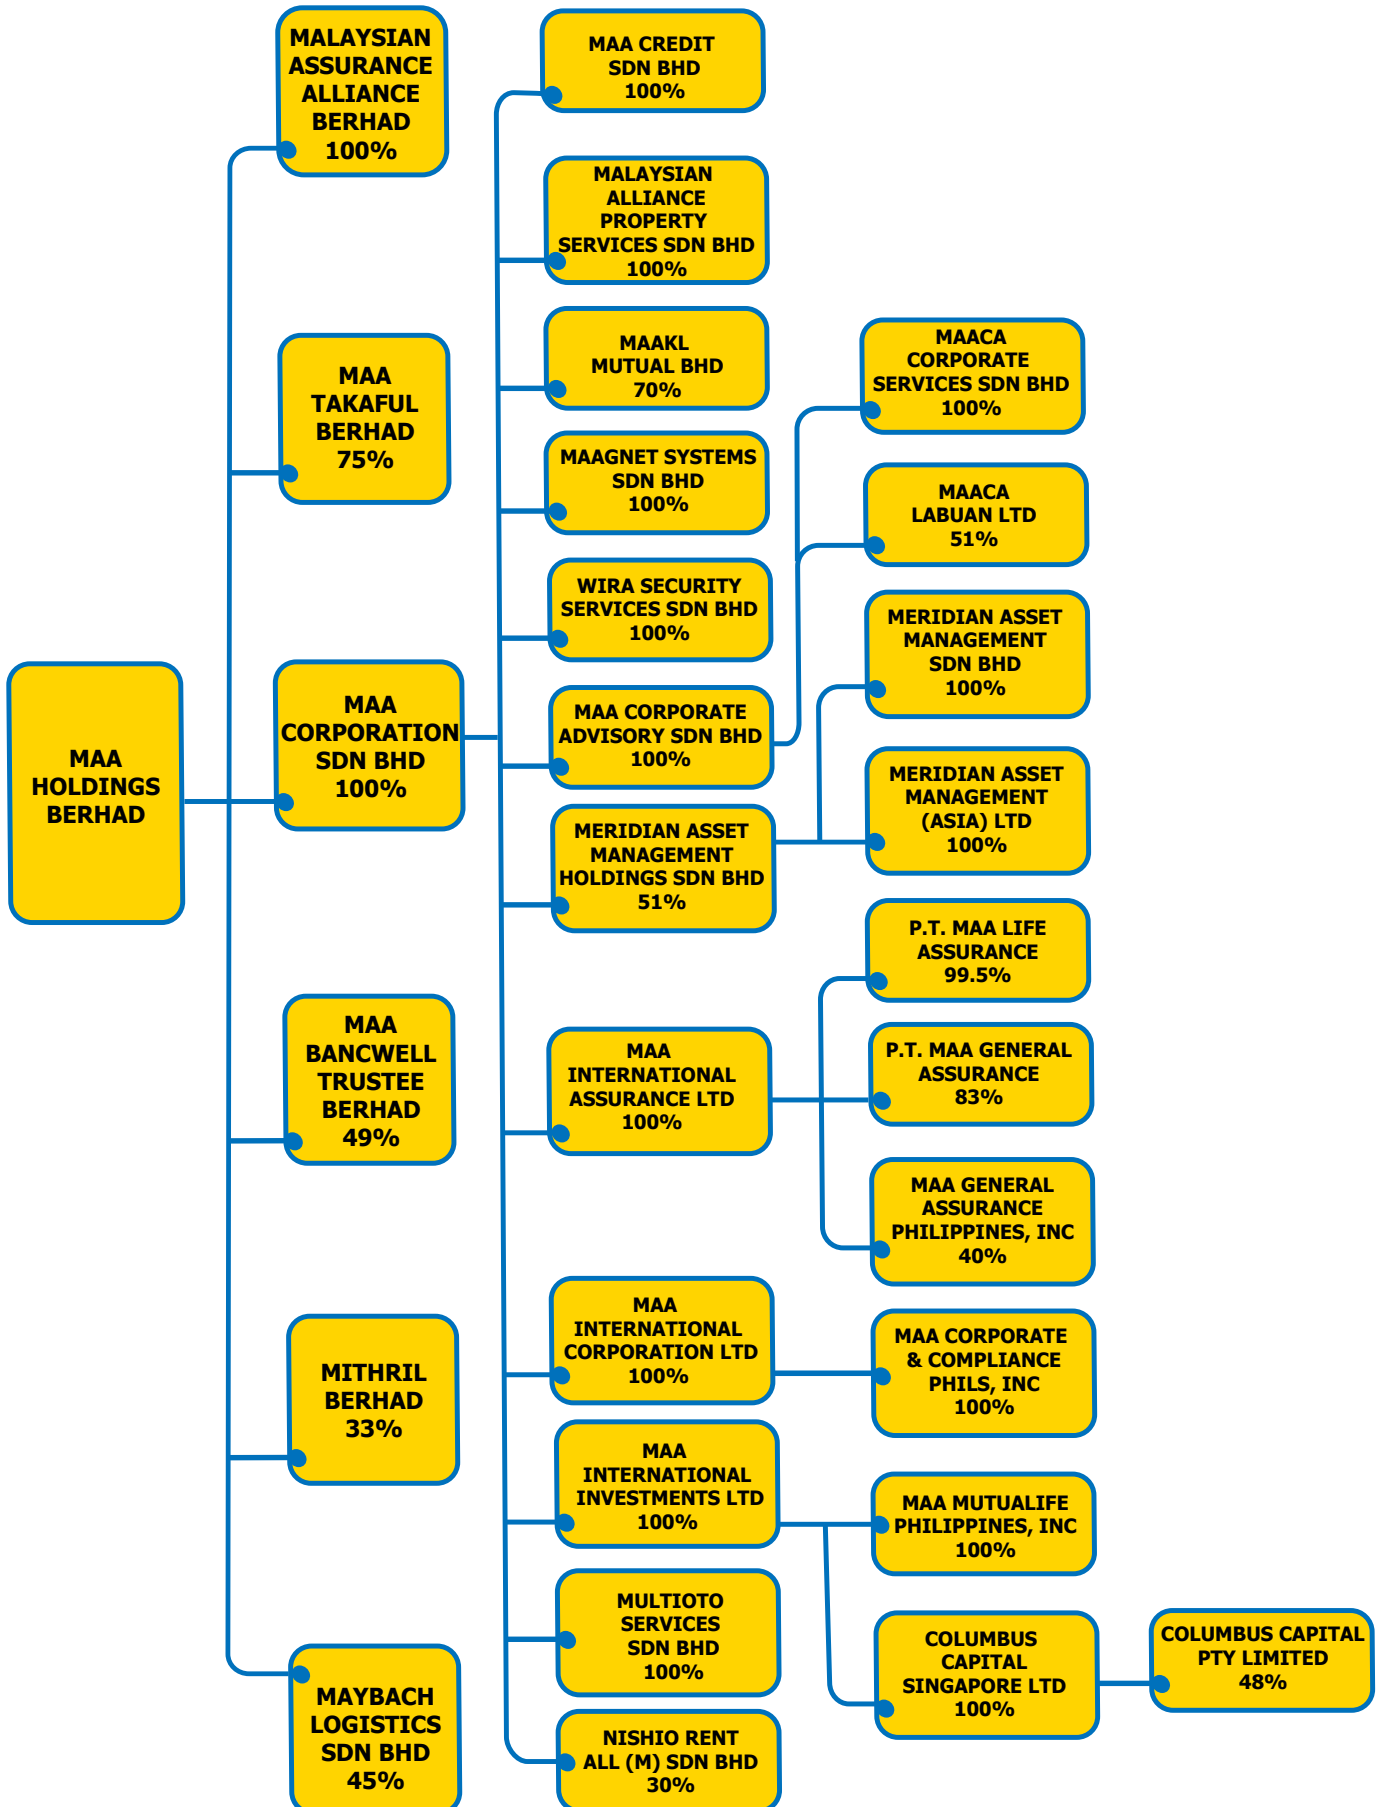 MAA
HOLDINGS
BERHAD
MALAYSIAN
ASSURANCE
ALLIANCE
BERHAD
100%
MAA
TAKAFUL
BERHAD
75%
MAA
CORPORATION
SDN BHD
100%
MAA
BANCWELL
TRUSTEE
BERHAD
49%
MITHRIL
BERHAD
33%
MAYBACH
LOGISTICS
SDN BHD
45%
MAA CREDIT
SDN BHD
100%
MALAYSIAN
ALLIANCE
PROPERTY
SERVICES SDN BHD
100%
MAAKL
MUTUAL BHD
70%
MAAGNET SYSTEMS
SDN BHD
100%
WIRA SECURITY
SERVICES SDN BHD
100%
MAA CORPORATE
ADVISORY SDN BHD
100%
MERIDIAN ASSET
MANAGEMENT
HOLDINGS SDN BHD
51%
MAA
INTERNATIONAL
ASSURANCE LTD
100%
MAA
INTERNATIONAL
CORPORATION LTD
100%
MAA
INTERNATIONAL
INVESTMENTS LTD
100%
MULTIOTO
SERVICES
SDN BHD
100%
NISHIO RENT
ALL (M) SDN BHD
30%
MAACA
CORPORATE
SERVICES SDN BHD
100%
MAACA
LABUAN LTD
51%
MERIDIAN ASSET
MANAGEMENT
SDN BHD
100%
MERIDIAN ASSET
MANAGEMENT
(ASIA) LTD
100%
P.T. MAA LIFE
ASSURANCE
99.5%
P.T. MAA GENERAL
ASSURANCE
83%
MAA GENERAL
ASSURANCE
PHILIPPINES, INC
40%
MAA CORPORATE
& COMPLIANCE
PHILS, INC
100%
MAA MUTUALIFE
PHILIPPINES, INC
100%
COLUMBUS
CAPITAL
SINGAPORE LTD
100%
COLUMBUS CAPITAL
PTY LIMITED
48%